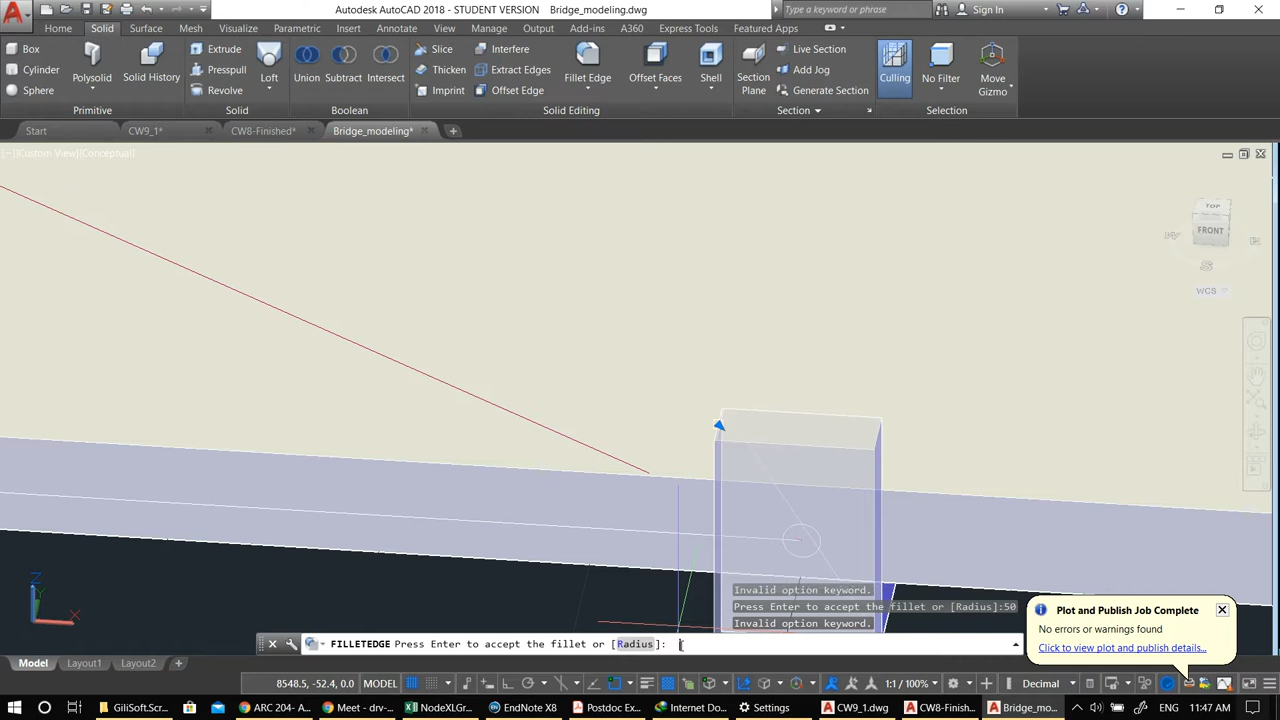 Autodesk AutoCAD 2018 - STUDENT VERSION Bridge_modeling.dwg
Type a keyword or phrase
Sign In
Home Solid Surface Mesh Visualize Parametric Insert Annotate View Manage Output Add-ins A360 Express Tools Featured Apps
Box
Cylinder
Sphere
Polysolid
Solid History
Extrude
Presspull
Revolve
Loft
Union
Subtract
Intersect
Slice
Thicken
Imprint
Interfere
Extract Edges
Offset Edge
Fillet Edge
Offset Faces
Shell
Section
Plane
Live Section
Add Jog
Generate Section
Culling
No Filter
Move
Gizmo
Primitive Solid Boolean Solid Editing Section Selection
Start CW9_1* CW8-Finished* Bridge_modeling*
[−][Custom View][Conceptual]
TOP
FRONT
S
WCS
Invalid option keyword.
Press Enter to accept the fillet or [Radius]:50
Invalid option keyword.
Z
Y
X
FILLETEDGE Press Enter to accept the fillet or [Radius]:
Plot and Publish Job Complete
No errors or warnings found
Click to view plot and publish details...
Model Layout1 Layout2
8548.5, -52.4, 0.0 MODEL 1:1 / 100% Decimal
GiliSoft.Scr...
ARC 204- A...
Meet - drv-...
NodeXLGr...
EndNote X8
Postdoc Ex...
Internet Do...
Settings
CW9_1.dwg
CW8-Finish...
Bridge_mo...
11:47 AM